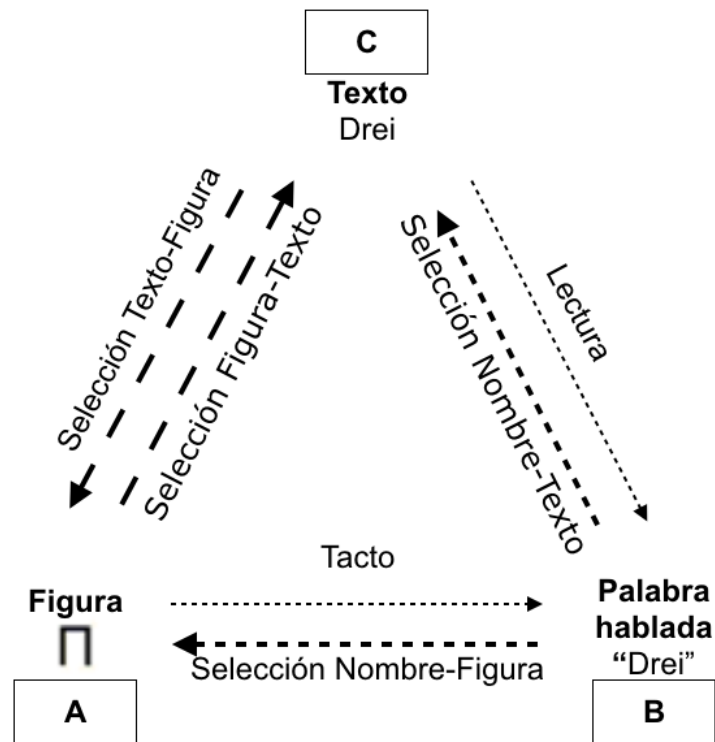 C
Texto
Drei
Selección Texto-Figura
Selección Figura-Texto
Selección Nombre-Texto
Lectura
Tacto
Figura
Palabra
hablada
“Drei”
Selección Nombre-Figura
A
B